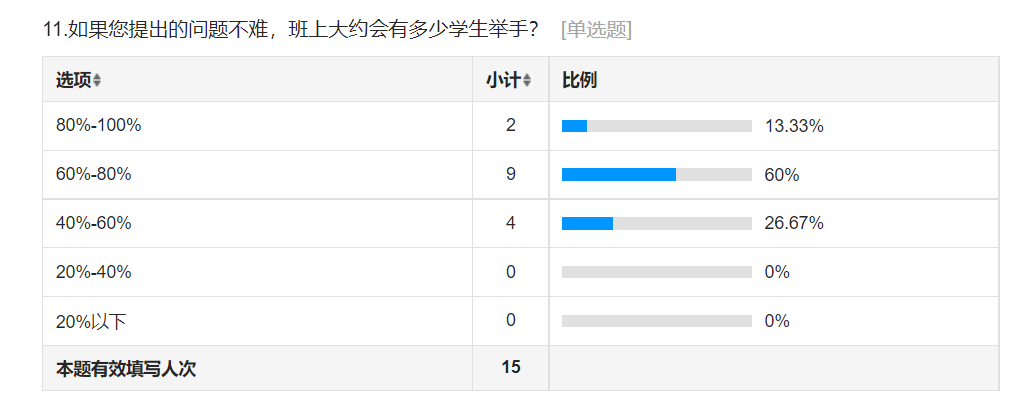 11.如果您提出的问题不难，班上大约会有多少学生举手？ [单选题]
选项 小计 比例
80%-100% 2 13.33%
60%-80% 9 60%
40%-60% 4 26.67%
20%-40% 0 0%
20%以下 0 0%
本题有效填写人次 15